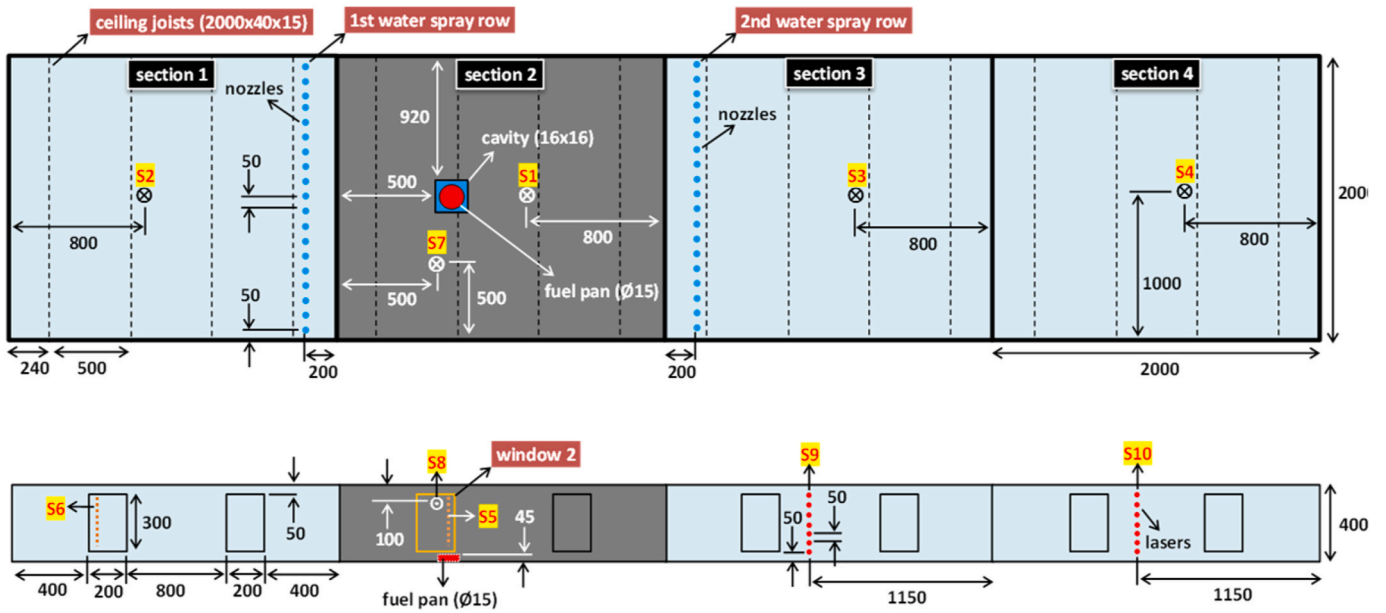 ceiling joists (2000x40x15)
1st water spray row
2nd water spray row
section 1
section 2
section 3
section 4
nozzles
920
cavity (16x16)
nozzles
50
S2
500
S1
S3
S4
2000
800
S7
800
800
800
50
500
500
fuel pan (Ø15)
1000
240
500
200
200
2000
window 2
S8
S9
S10
S6
300
50
100
S5
45
50
50
lasers
400
400
200
800
200
400
fuel pan (Ø15)
1150
1150